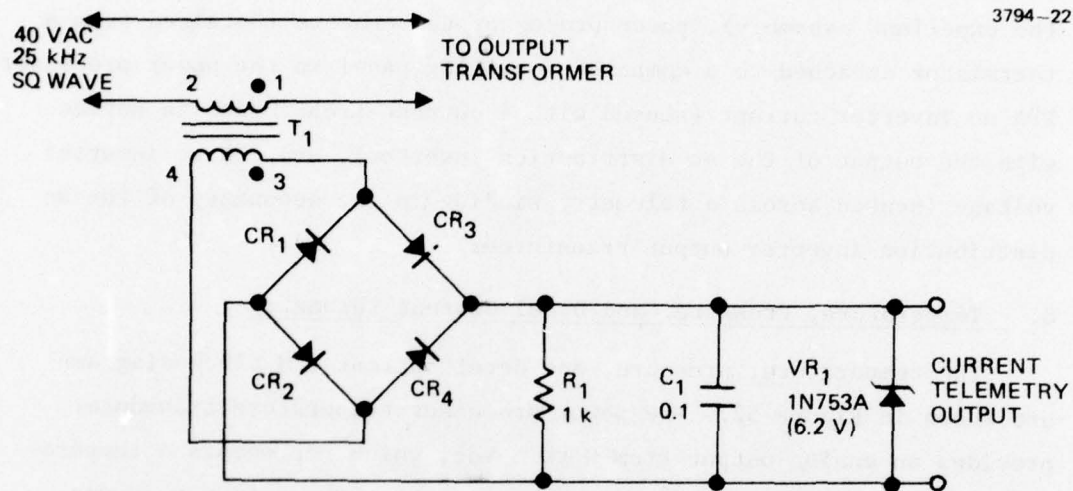 3794-22
40 VAC
25 kHz
SQ WAVE
TO OUTPUT
TRANSFORMER
2
1
T1
4
3
CR1
CR3
CR2
CR4
R1
1 K
C1
0.1
VR1
1N753A
(6.2 V)
CURRENT
TELEMETRY
OUTPUT